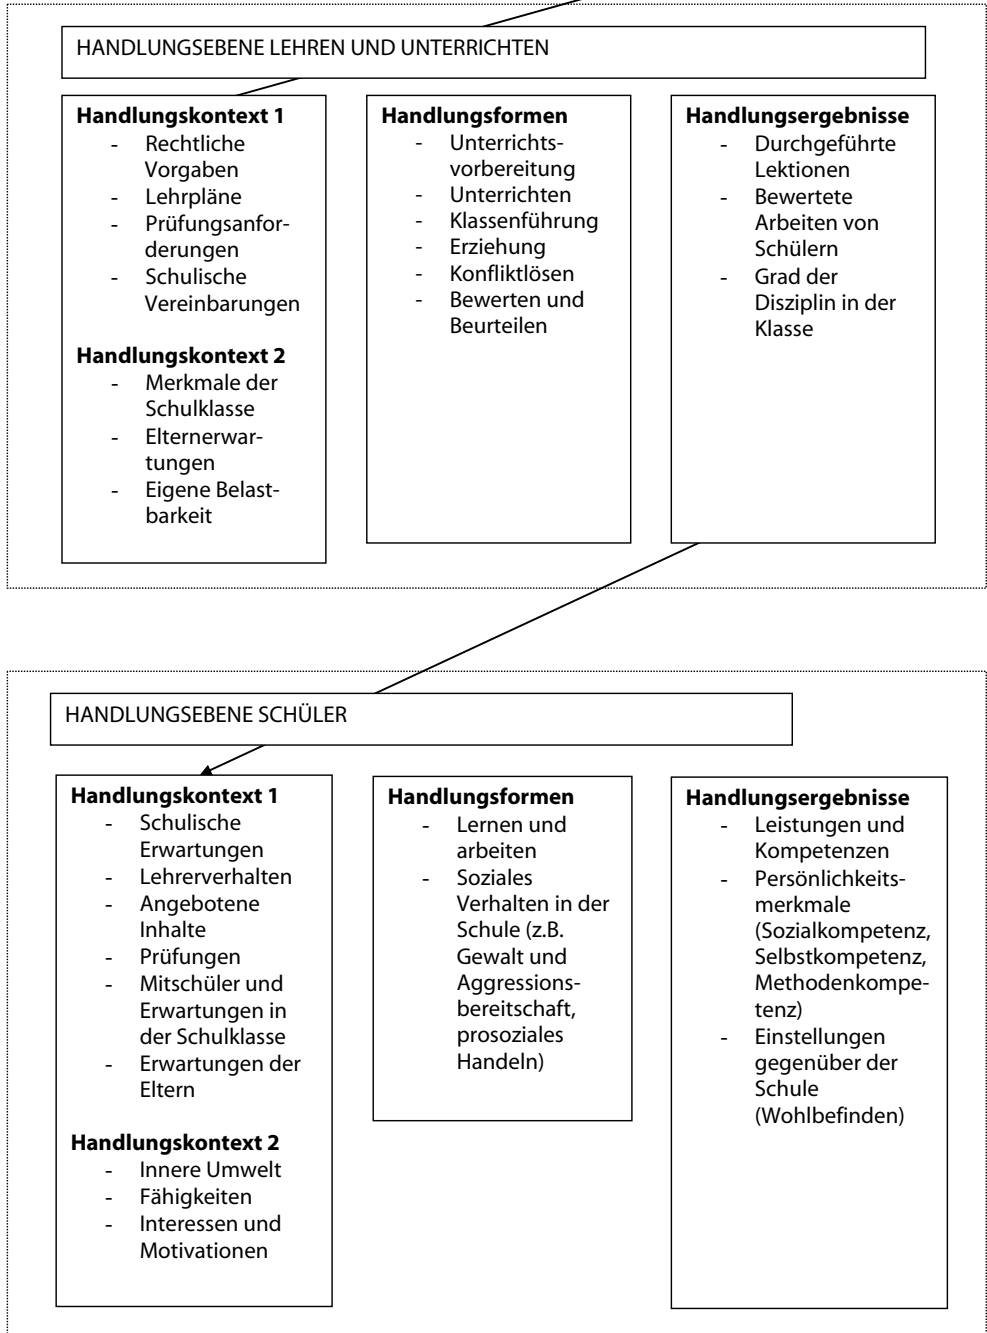 HANDLUNGSEBENE LEHREN UND UNTERRICHTEN
Handlungskontext 1
- Rechtliche
Vorgaben
- Lehrpläne
- Prüfungsanfor-
derungen
- Schulische
Vereinbarungen
Handlungskontext 2
- Merkmale der
Schulklasse
- Elternerwar-
tungen
- Eigene Belast-
barkeit
Handlungsformen
- Unterrichts-
vorbereitung
- Unterrichten
- Klassenführung
- Erziehung
- Konfliktlösen
- Bewerten und
Beurteilen
Handlungsergebnisse
- Durchgeführte
Lektionen
- Bewertete
Arbeiten von
Schülern
- Grad der
Disziplin in der
Klasse
HANDLUNGSEBENE SCHÜLER
Handlungskontext 1
- Schulische
Erwartungen
- Lehrerverhalten
- Angebotene
Inhalte
- Prüfungen
- Mitschüler und
Erwartungen in
der Schulklasse
- Erwartungen der
Eltern
Handlungskontext 2
- Innere Umwelt
- Fähigkeiten
- Interessen und
Motivationen
Handlungsformen
- Lernen und
arbeiten
- Soziales
Verhalten in der
Schule (z.B.
Gewalt und
Aggressions-
bereitschaft,
prosoziales
Handeln)
Handlungsergebnisse
- Leistungen und
Kompetenzen
- Persönlichkeits-
merkmale
(Sozialkompetenz,
Selbstkompetenz,
Methodenkompe-
tenz)
- Einstellungen
gegenüber der
Schule
(Wohlbefinden)